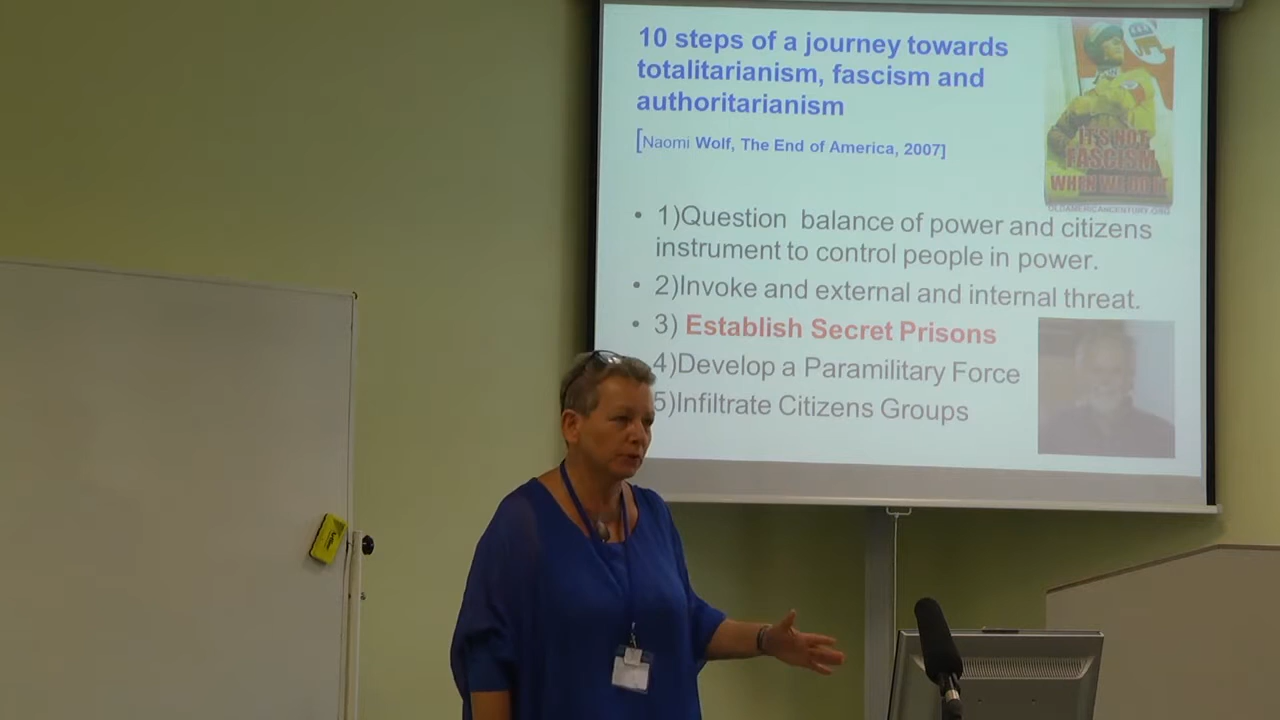 10 steps of a journey towards
totalitarianism, fascism and
authoritarianism
[Naomi Wolf, The End of America, 2007]
IT'S NOT
FASCISM
WHEN WE DO IT
OLDAMERICANCENTURY.ORG
• 1)Question balance of power and citizens
instrument to control people in power.
• 2)Invoke and external and internal threat.
• 3) Establish Secret Prisons
4)Develop a Paramilitary Force
5)Infiltrate Citizens Groups